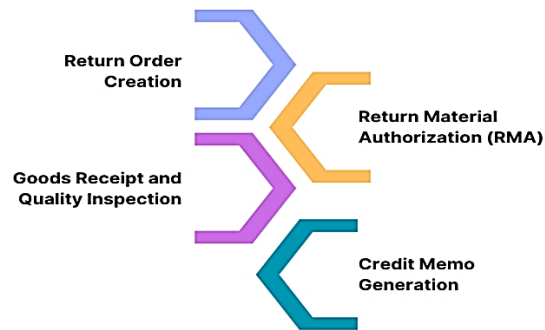 Return Order
Creation
Return Material
Authorization (RMA)
Goods Receipt and
Quality Inspection
Credit Memo
Generation